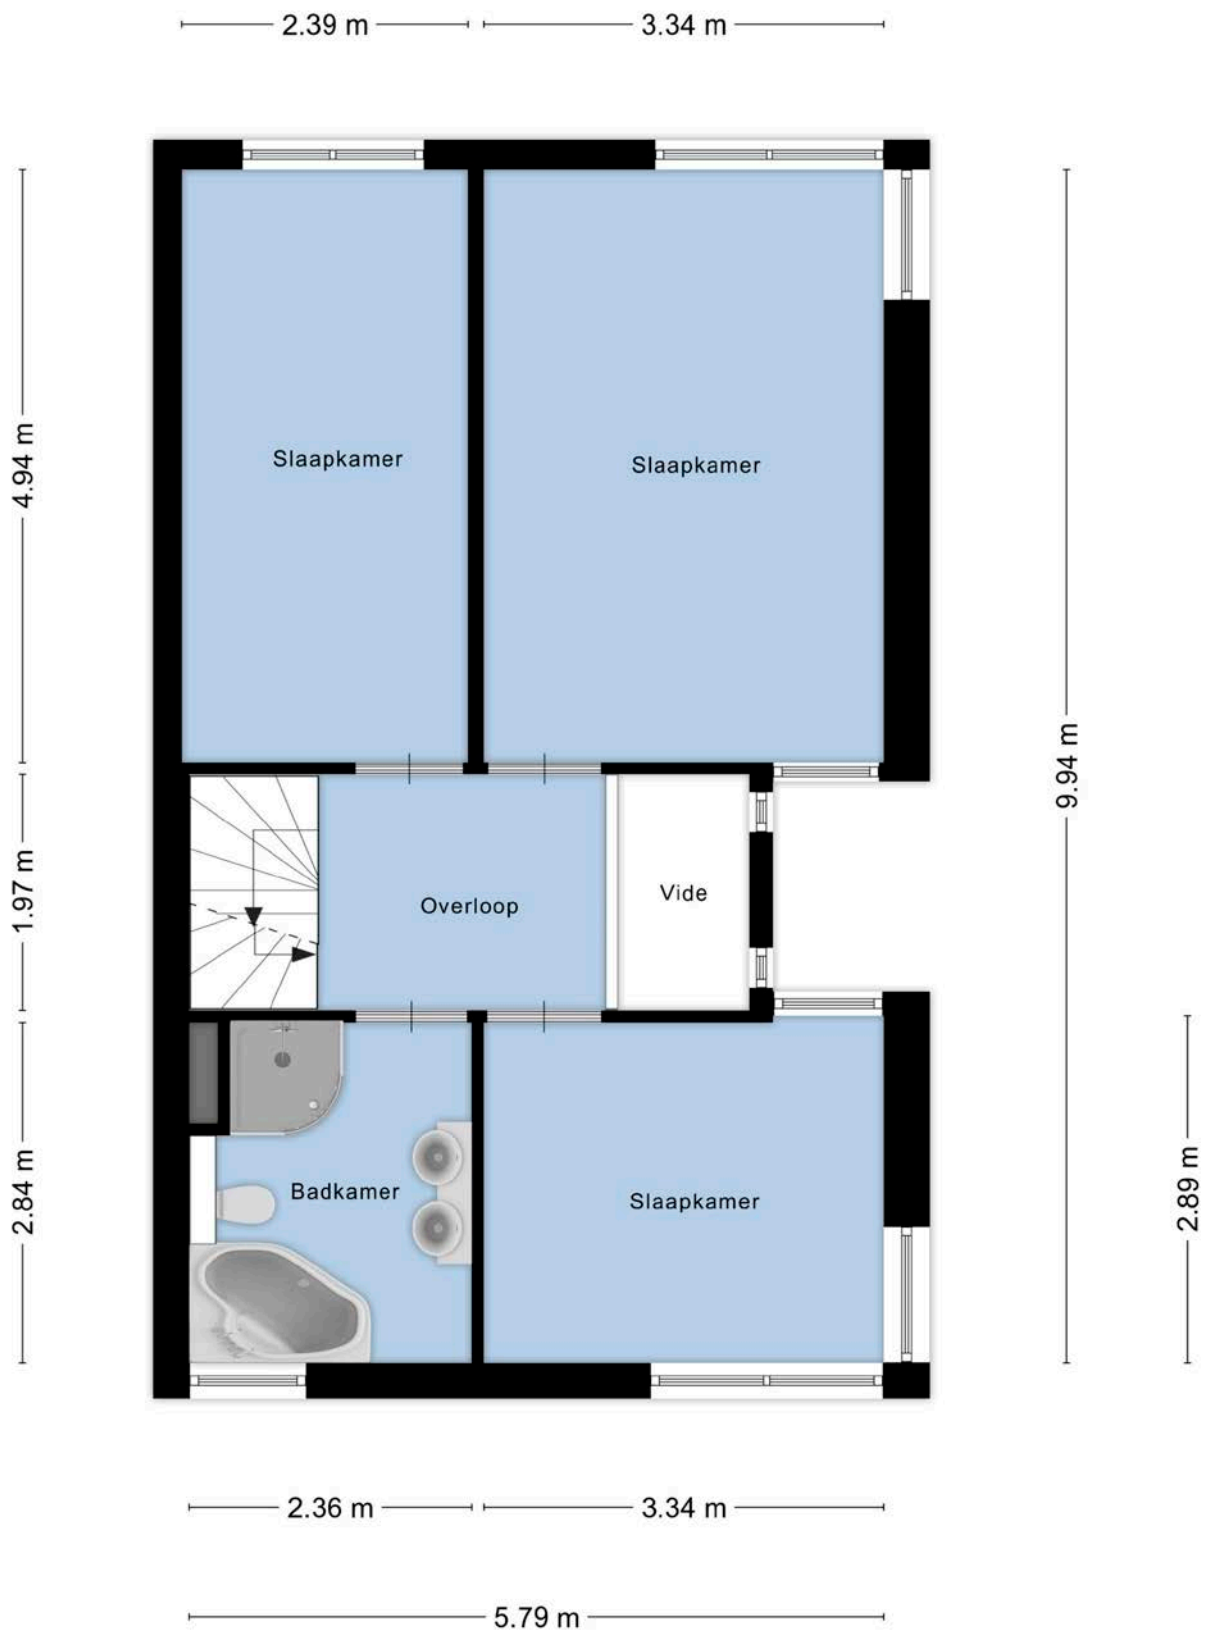 2.39 m
3.34 m
4.94 m
Slaapkamer
Slaapkamer
9.94 m
1.97 m
Overloop
Vide
2.84 m
Badkamer
Slaapkamer
2.89 m
2.36 m
3.34 m
5.79 m